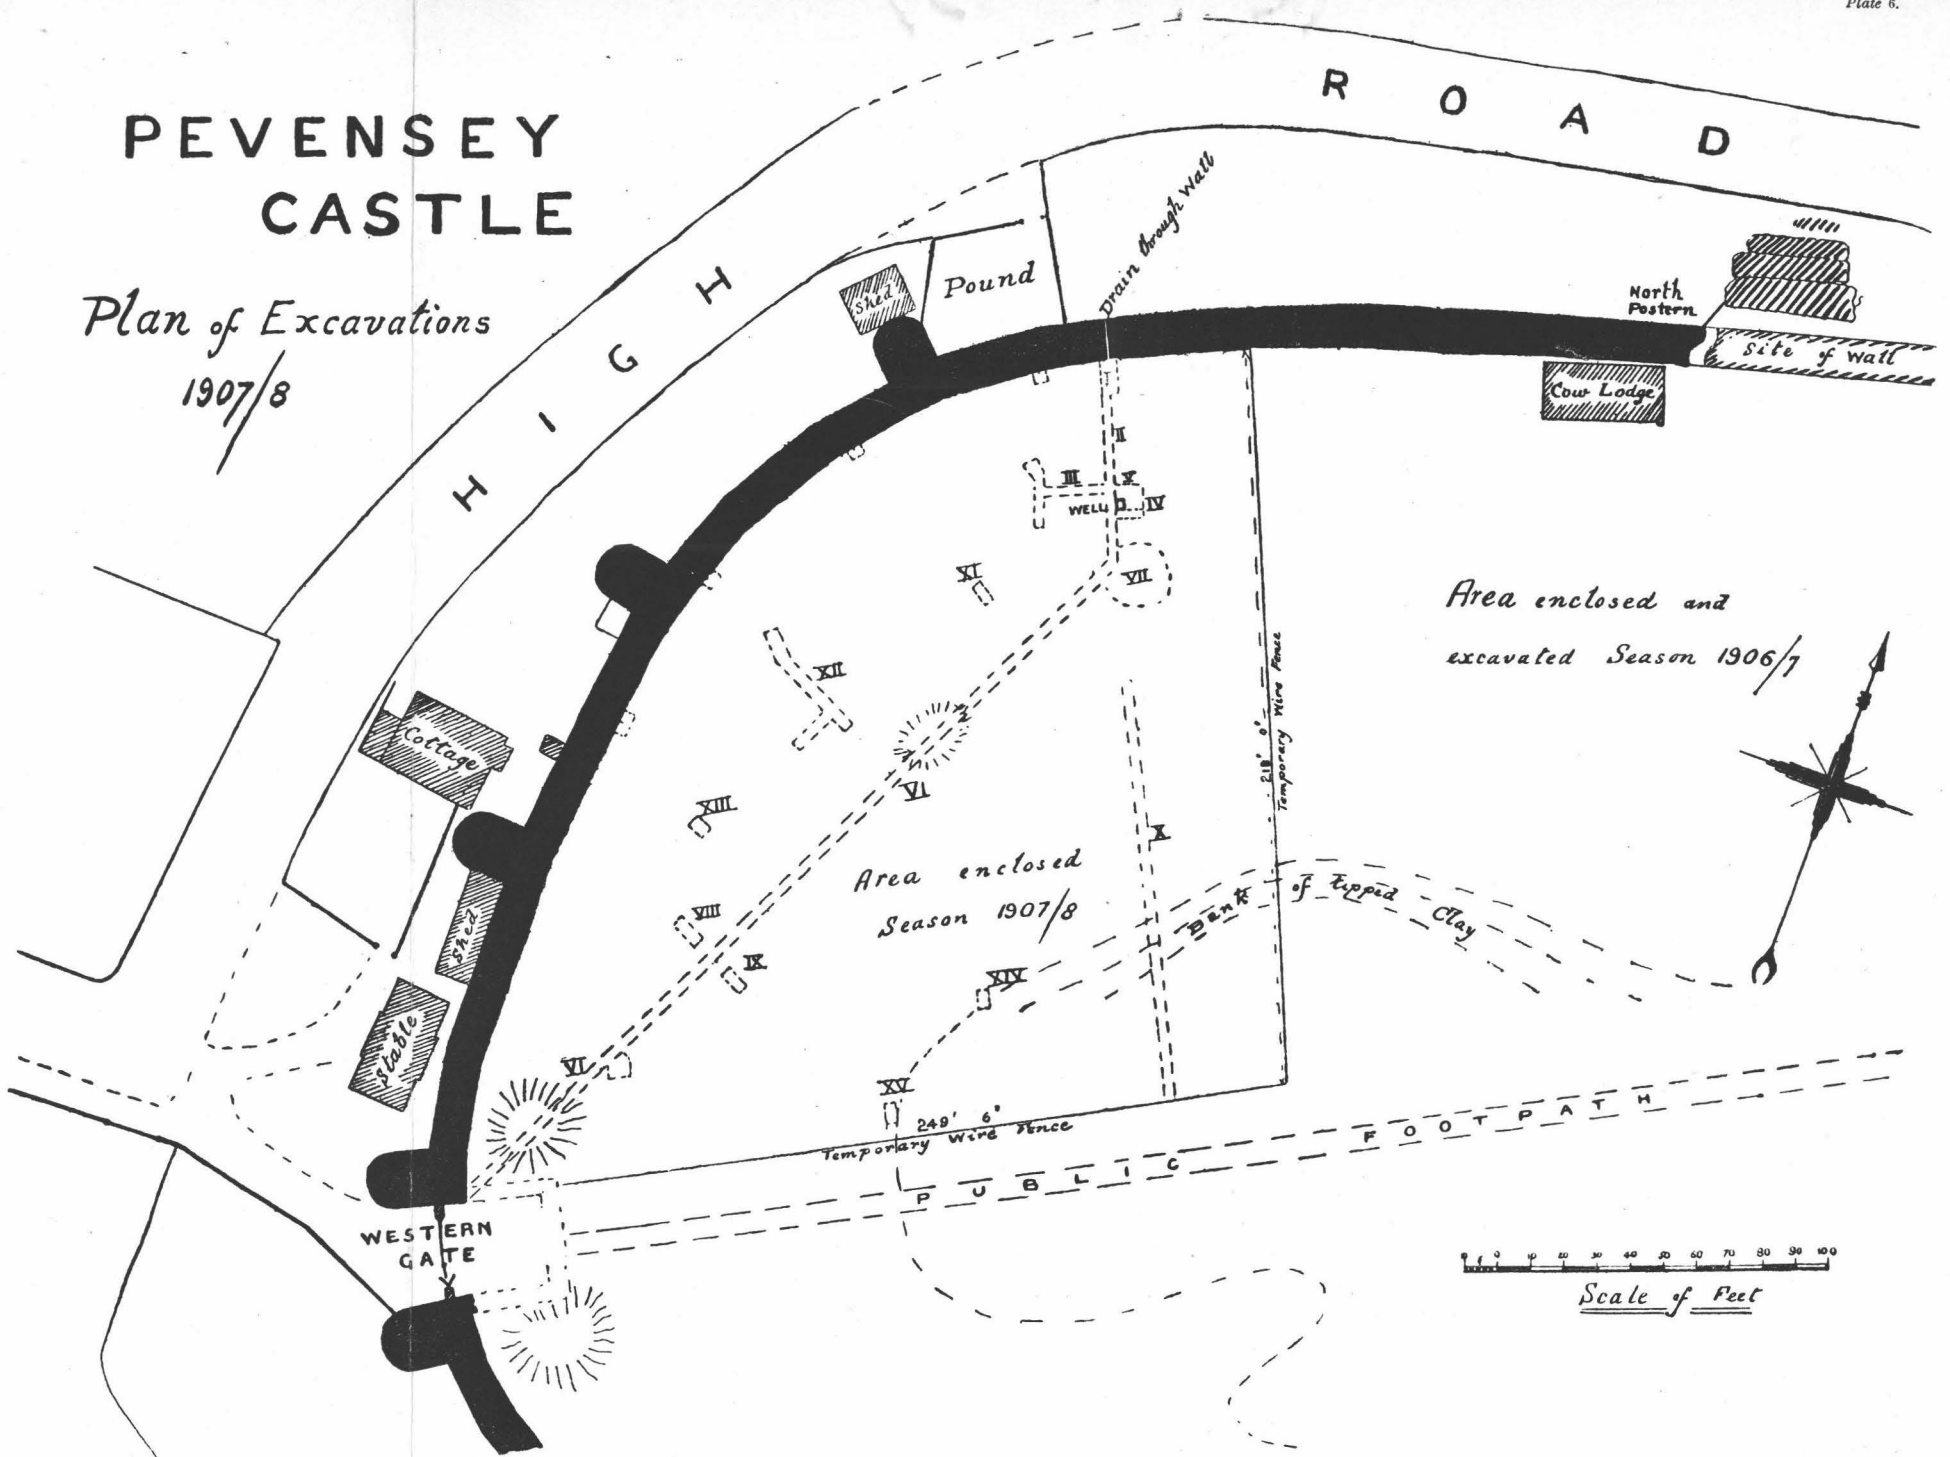 Plate 6.
PEVENSEY
CASTLE
Plan of Excavations
1907/8
HIGH ROAD
Drain through Wall
Shed
Pound
North
Postern
Site of Wall
Cow Lodge
II
III
V
WELL
IV
XI
VII
Area enclosed and
excavated Season 1906/7
XII
Cottage
218' 0"
Temporary Wire Fence
VI
XIII
X
Area enclosed
Season 1907/8
Bank of tipped Clay
VIII
IX
Shed
XIV
Stable
VI
XV
249' 6"
Temporary Wire Fence
PUBLIC FOOTPATH
WESTERN
GATE
0 10 20 30 40 50 60 70 80 90 100
Scale of Feet